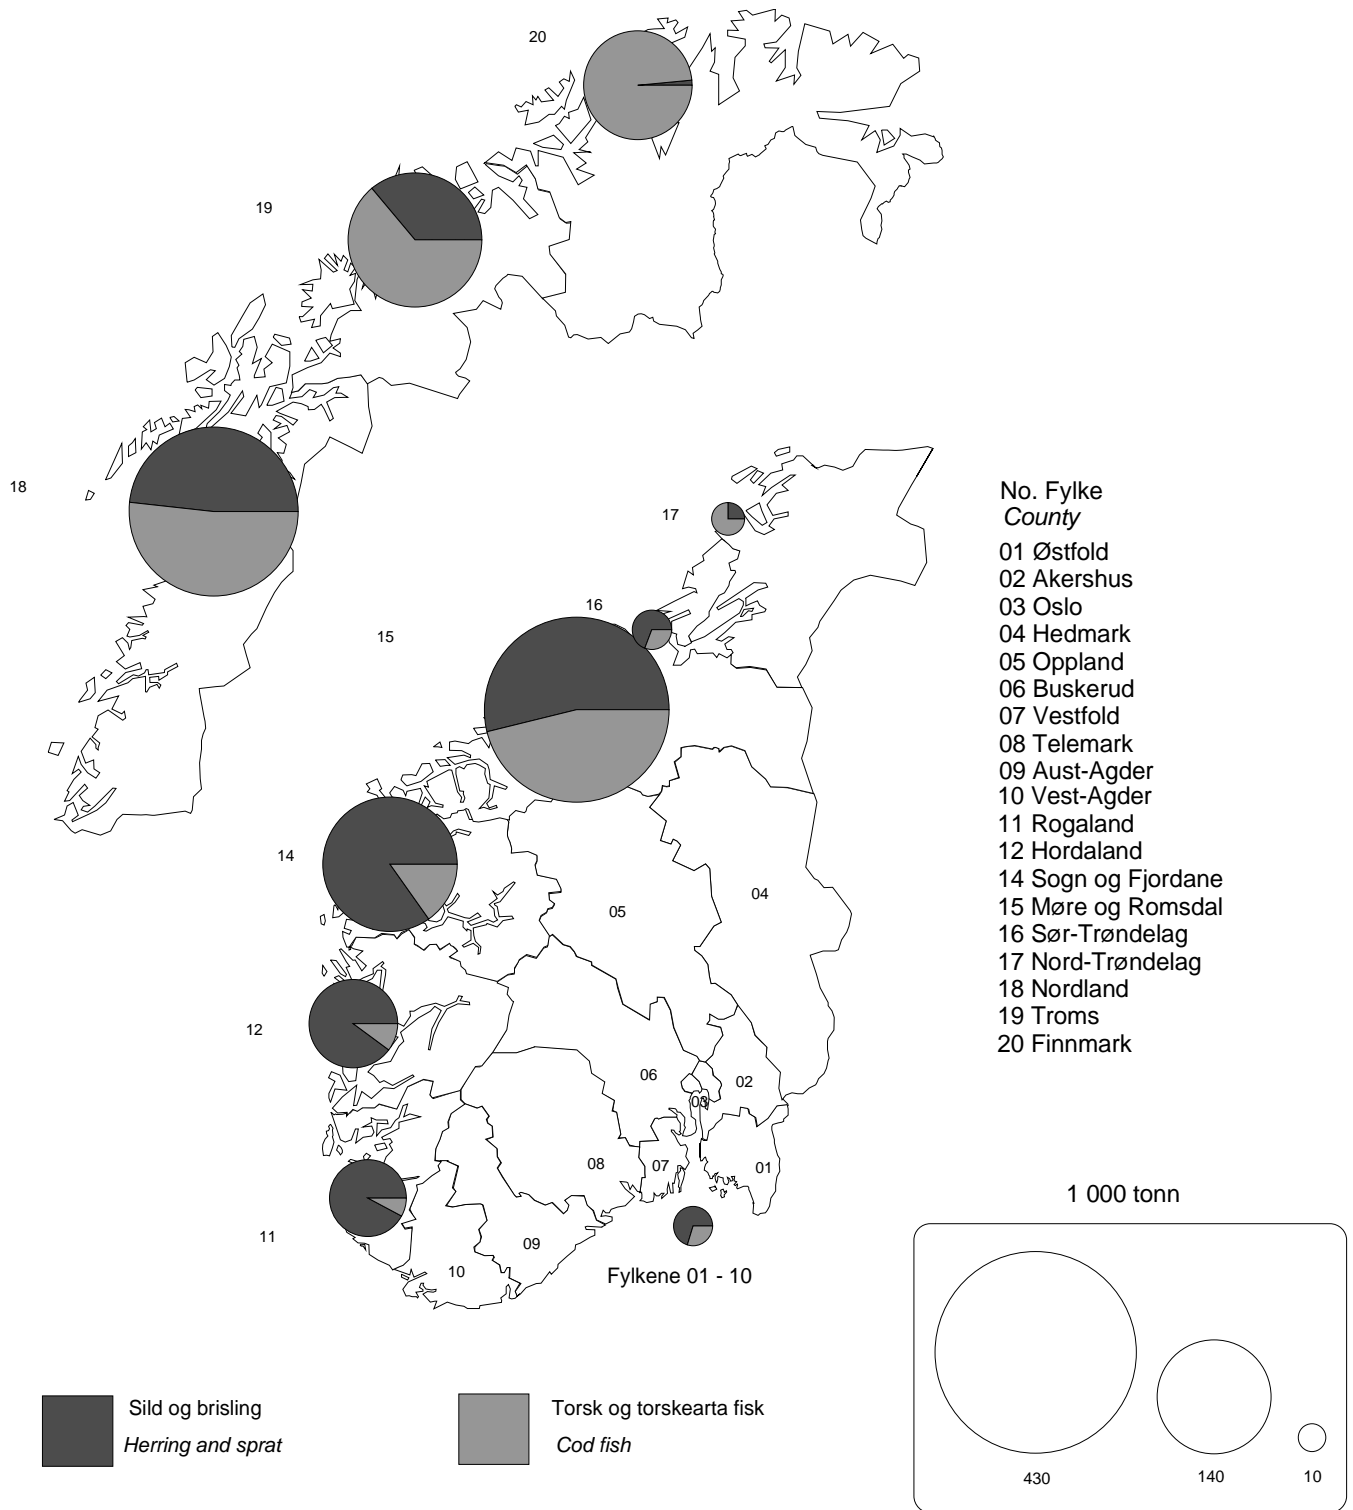 20
19
18
17
16
15
14
12
11
05
04
06
02
03
08
07
01
09
10
Fylkene 01 - 10
No. Fylke
County
01 Østfold
02 Akershus
03 Oslo
04 Hedmark
05 Oppland
06 Buskerud
07 Vestfold
08 Telemark
09 Aust-Agder
10 Vest-Agder
11 Rogaland
12 Hordaland
14 Sogn og Fjordane
15 Møre og Romsdal
16 Sør-Trøndelag
17 Nord-Trøndelag
18 Nordland
19 Troms
20 Finnmark
1 000 tonn
430 140 10
Sild og brisling
Herring and sprat
Torsk og torskearta fisk
Cod fish